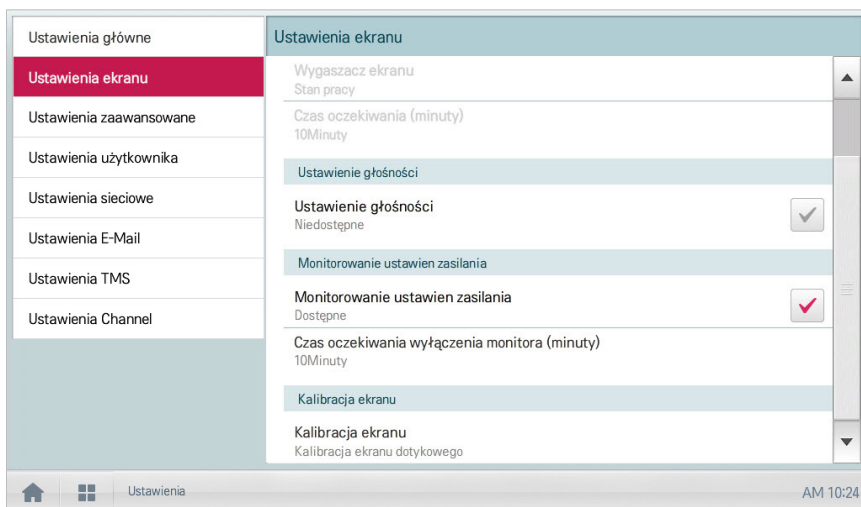 Ustawienia główne
Ustawienia ekranu
Ustawienia zaawansowane
Ustawienia użytkownika
Ustawienia sieciowe
Ustawienia E-Mail
Ustawienia TMS
Ustawienia Channel
Ustawienia ekranu
Wygaszacz ekranu
Stan pracy
Czas oczekiwania (minuty)
10Minuty
Ustawienie głośności
Ustawienie głośności
Niedostępne
Monitorowanie ustawien zasilania
Monitorowanie ustawien zasilania
Dostępne
Czas oczekiwania wyłączenia monitora (minuty)
10Minuty
Kalibracja ekranu
Kalibracja ekranu
Kalibracja ekranu dotykowego
Ustawienia
AM 10:24